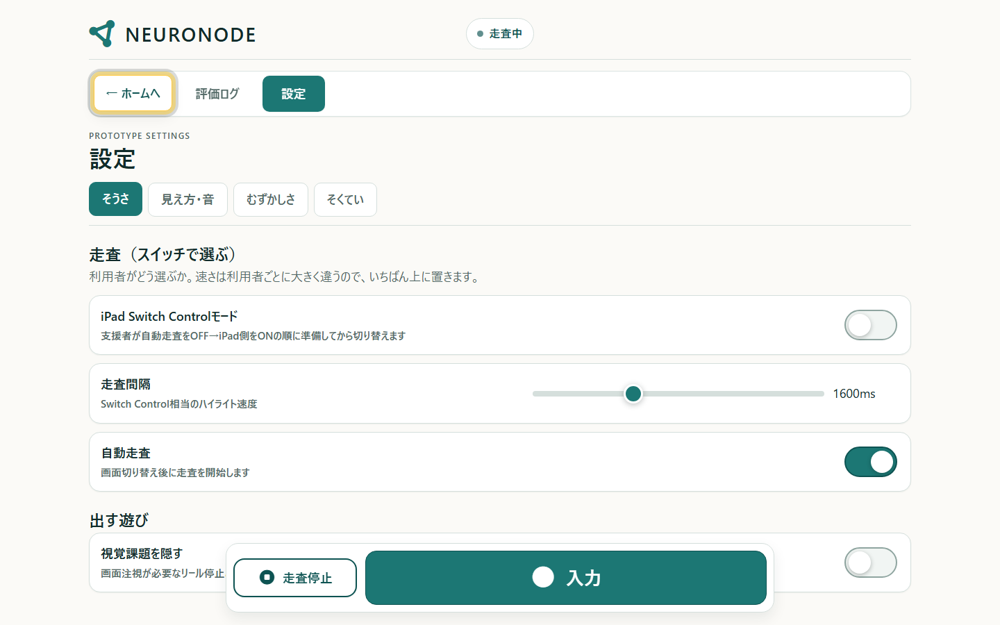 NEURONODE
走査中
← ホームへ
評価ログ
設定
PROTOTYPE SETTINGS
設定
そうさ
見え方・音
むずかしさ
そくてい
走査（スイッチで選ぶ）
利用者がどう選ぶか。速さは利用者ごとに大きく違うので、いちばん上に置きます。
iPad Switch Controlモード
支援者が自動走査をOFF→iPad側をONの順に準備してから切り替えます
走査間隔
Switch Control相当のハイライト速度
1600ms
自動走査
画面切り替え後に走査を開始します
出す遊び
視覚課題を隠す
画面注視が必要なリール停止
走査停止
入力